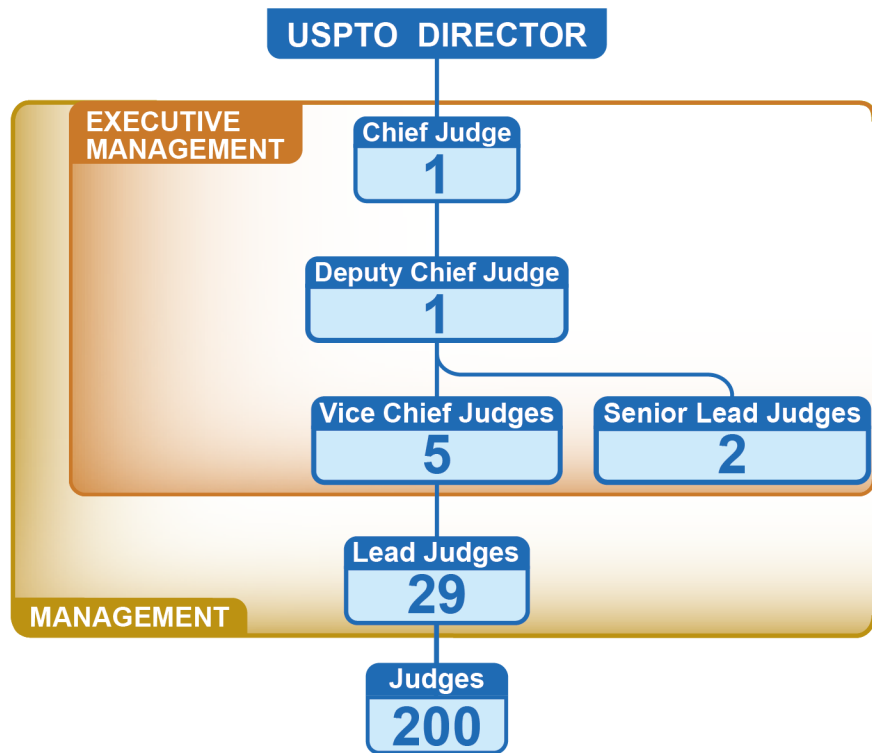 USPTO DIRECTOR
EXECUTIVE
MANAGEMENT
Chief Judge
1
Deputy Chief Judge
1
Vice Chief Judges
5
Senior Lead Judges
2
Lead Judges
29
MANAGEMENT
Judges
200